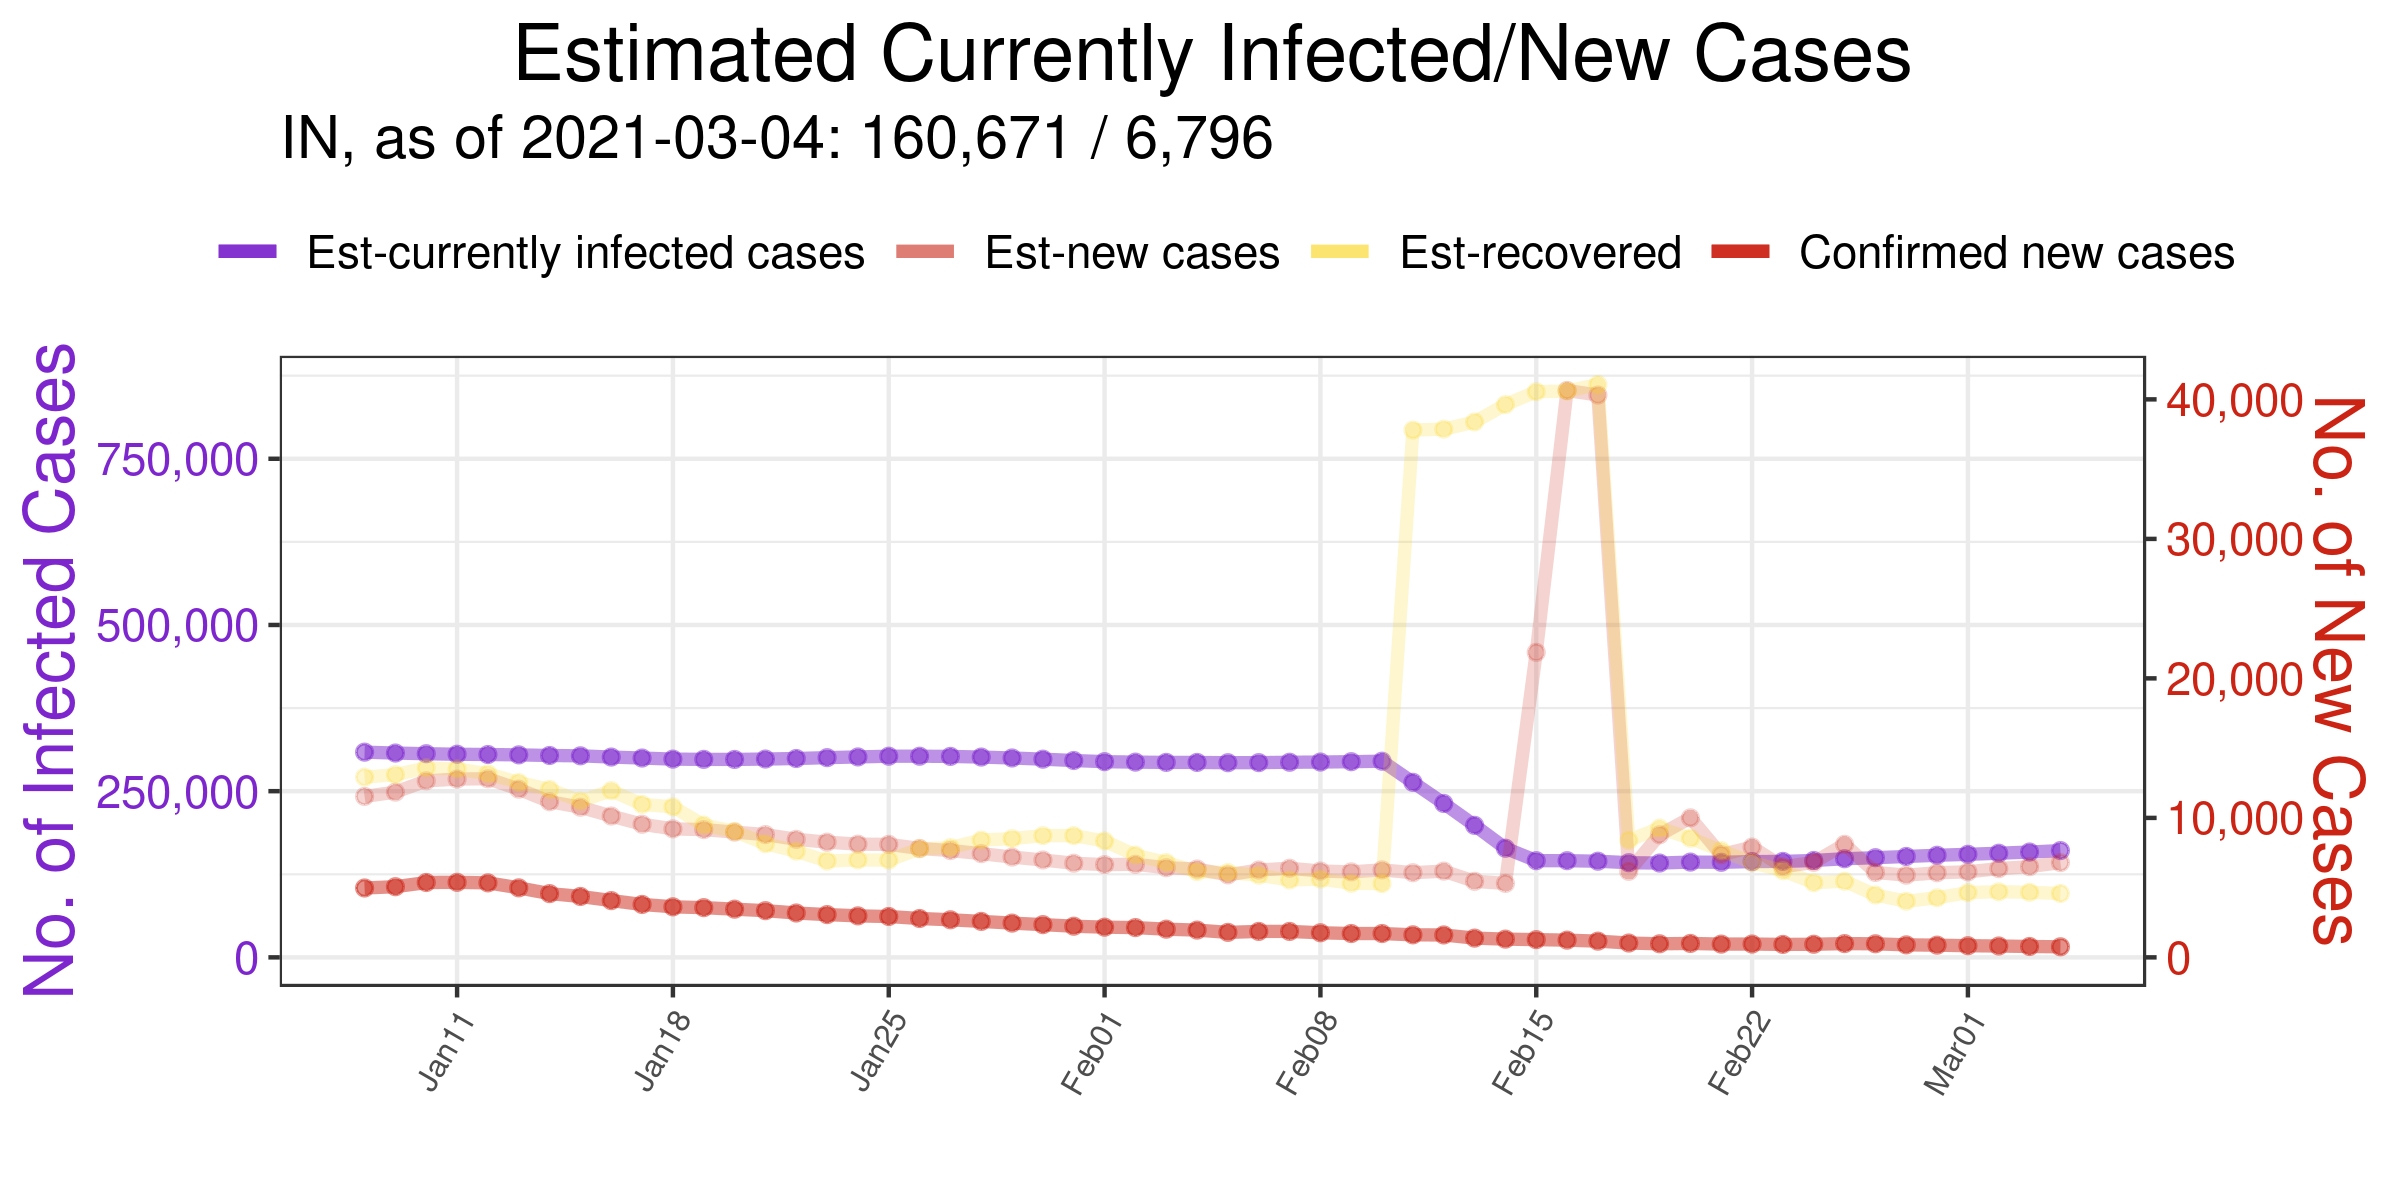 Estimated Currently Infected/New Cases
IN, as of 2021-03-04: 160,671 / 6,796
Est-currently infected cases Est-new cases Est-recovered Confirmed new cases
No. of Infected Cases
750,000
500,000
250,000
0
40,000
30,000
20,000
10,000
0
No. of New Cases
Jan11 Jan18 Jan25 Feb01 Feb08 Feb15 Feb22 Mar01